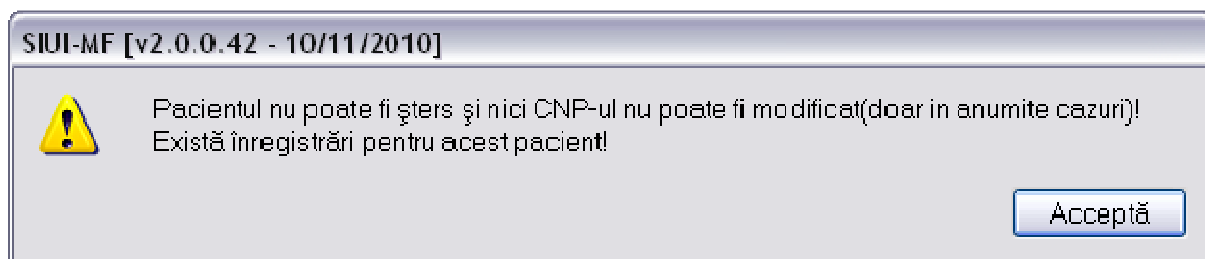 SIUI-MF [v2.0.0.42 - 10/11/2010]
Pacientul nu poate fi şters şi nici CNP-ul nu poate fi modificat(doar in anumite cazuri)!
Există înregistrări pentru acest pacient!
Acceptă